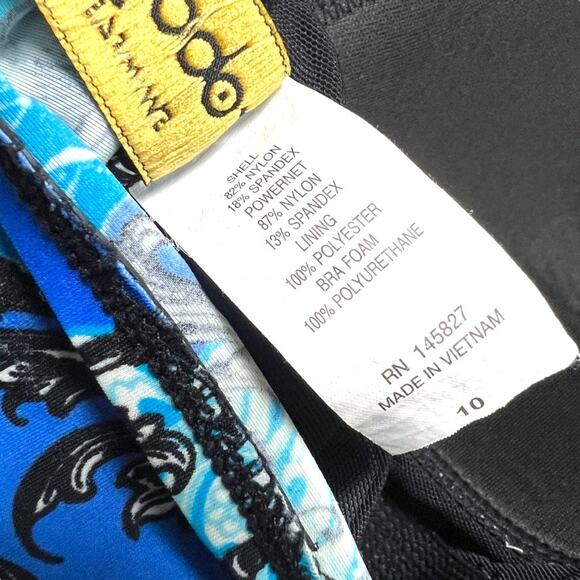 SHELL
82% NYLON
18% SPANDEX
POWERNET
87% NYLON
13% SPANDEX
LINING
100% POLYESTER
BRA FOAM
100% POLYURETHANE
RN 145827
MADE IN VIETNAM
10